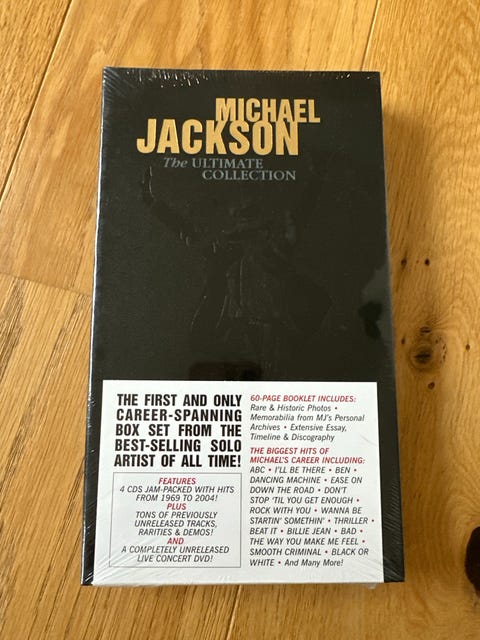 MICHAEL
JACKSON
The ULTIMATE
COLLECTION
THE FIRST AND ONLY
CAREER-SPANNING
BOX SET FROM THE
BEST-SELLING SOLO
ARTIST OF ALL TIME!
FEATURES
4 CDS JAM-PACKED WITH HITS
FROM 1969 TO 2004!
PLUS
TONS OF PREVIOUSLY
UNRELEASED TRACKS,
RARITIES & DEMOS!
AND
A COMPLETELY UNRELEASED
LIVE CONCERT DVD!
60-PAGE BOOKLET INCLUDES:
Rare & Historic Photos •
Memorabilia from MJ's Personal
Archives • Extensive Essay,
Timeline & Discography
THE BIGGEST HITS OF
MICHAEL'S CAREER INCLUDING:
ABC • I'LL BE THERE • BEN •
DANCING MACHINE • EASE ON
DOWN THE ROAD • DON'T
STOP 'TIL YOU GET ENOUGH •
ROCK WITH YOU • WANNA BE
STARTIN' SOMETHIN' • THRILLER •
BEAT IT • BILLIE JEAN • BAD •
THE WAY YOU MAKE ME FEEL •
SMOOTH CRIMINAL • BLACK OR
WHITE • And Many More!